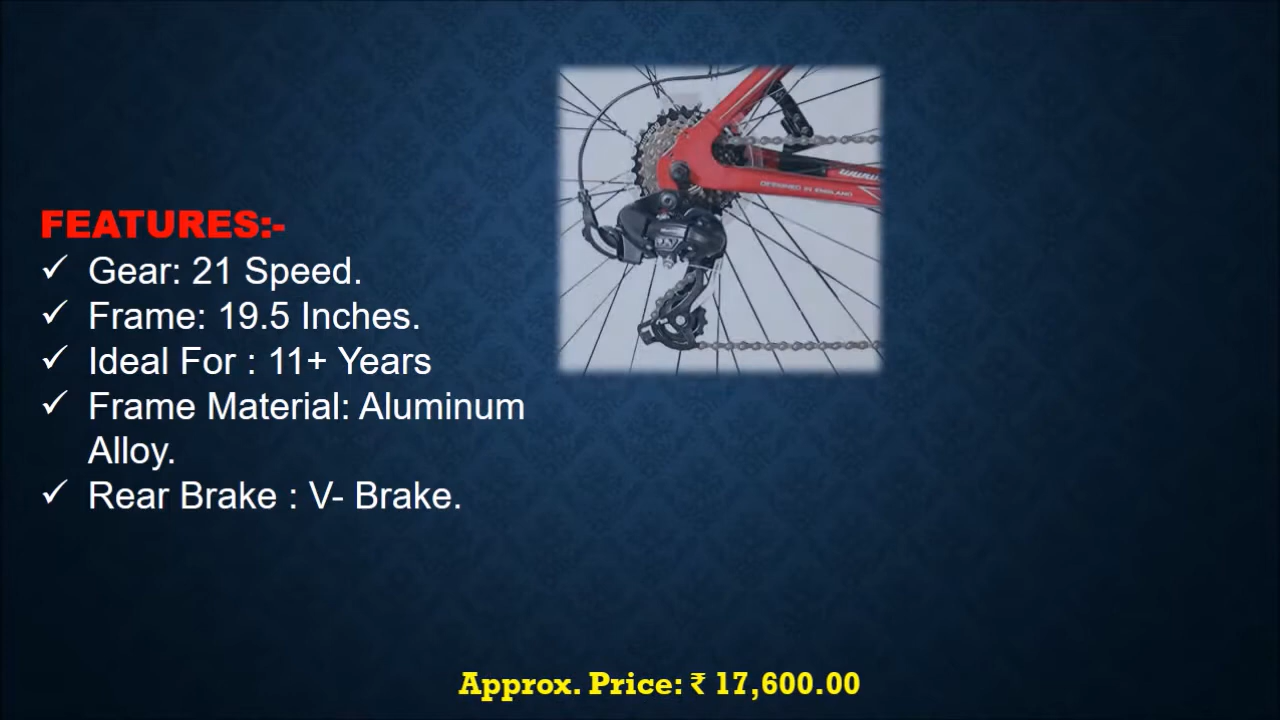 FEATURES:-
✓ Gear: 21 Speed.
✓ Frame: 19.5 Inches.
✓ Ideal For : 11+ Years
✓ Frame Material: Aluminum
Alloy.
✓ Rear Brake : V- Brake.
DESIGNED IN ENGLAND
Approx. Price: ₹ 17,600.00